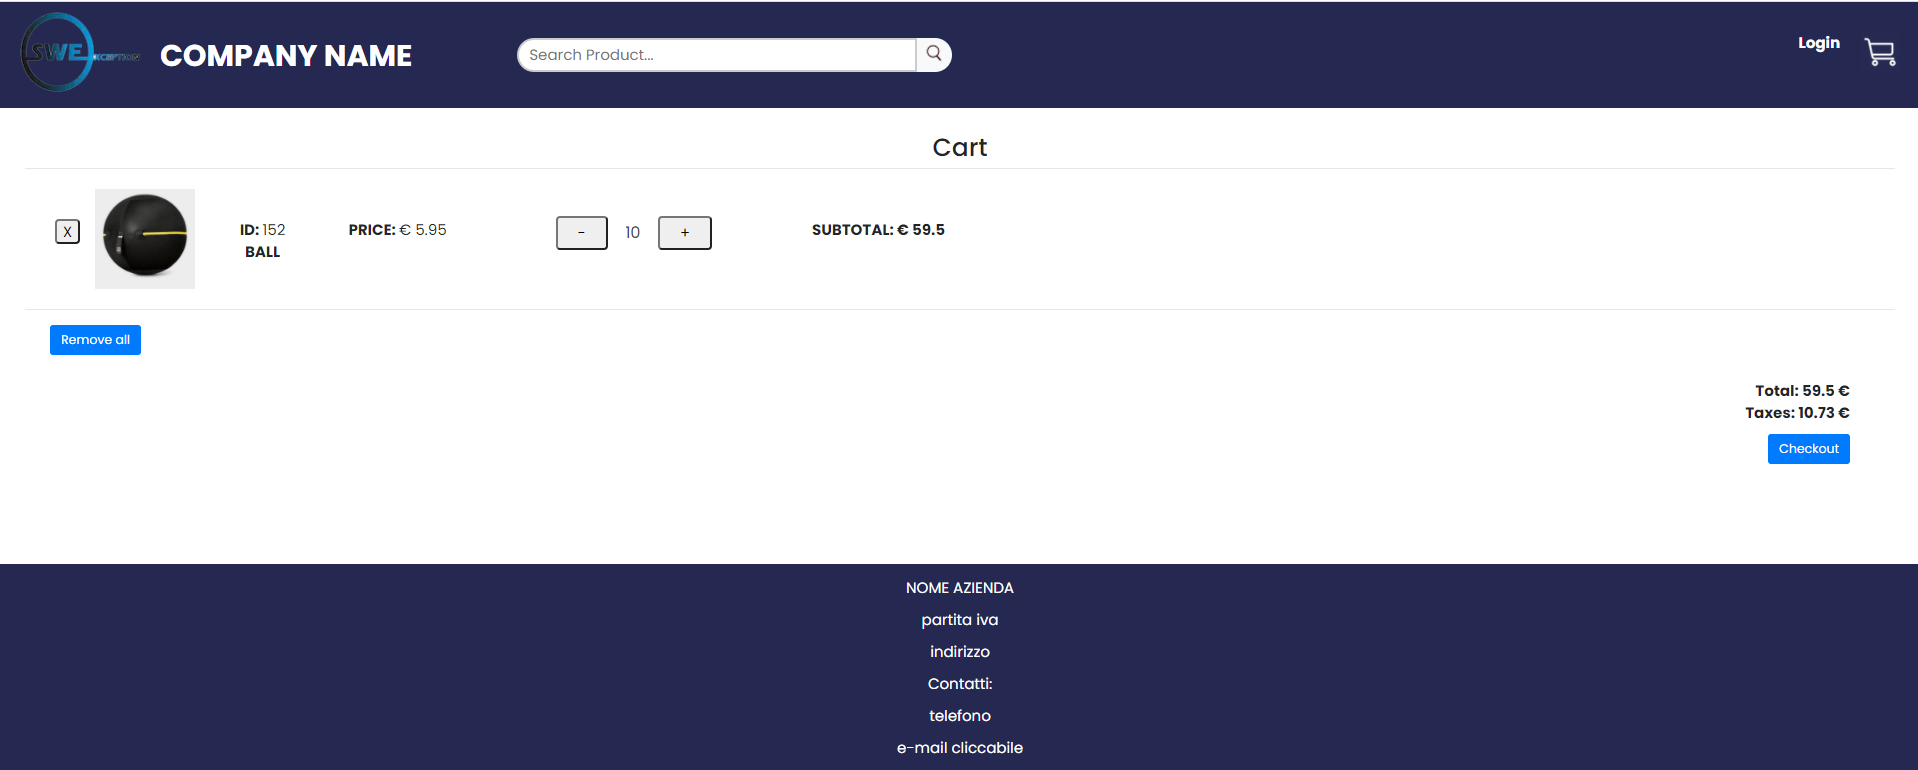 SWE XCEPTION
COMPANY NAME
Search Product...
Login
Cart
X
ID: 152
BALL
PRICE: € 5.95
-
10
+
SUBTOTAL: € 59.5
Remove all
Total: 59.5 €
Taxes: 10.73 €
Checkout
NOME AZIENDA
partita iva
indirizzo
Contatti:
telefono
e-mail cliccabile